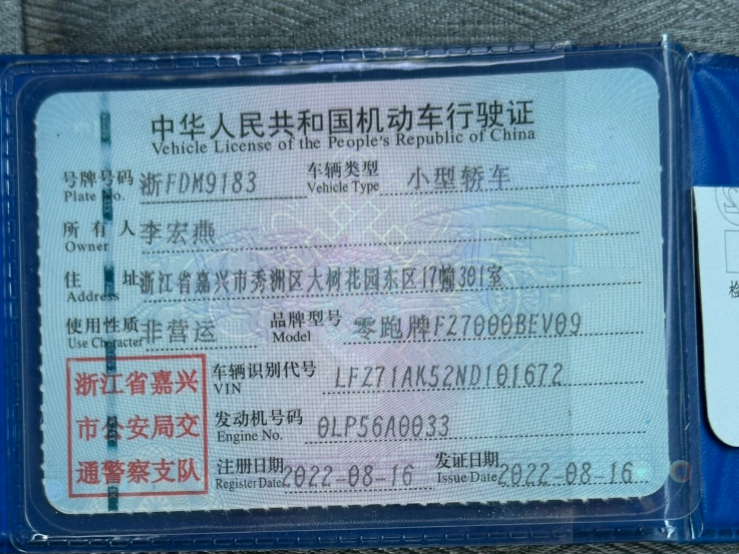 中华人民共和国机动车行驶证
Vehicle License of the People's Republic of China
号牌号码 浙FDM9183 车辆类型 小型轿车
Plate No. Vehicle Type
所有人 李宏燕
Owner
住址 浙江省嘉兴市秀洲区大树花园东区17幢301室
Address
使用性质 非营运 品牌型号 零跑牌FZ7000BEV09
Use Character Model
浙江省嘉兴
市公安局交
通警察支队
车辆识别代号 LFZ71AK52ND101672
VIN
发动机号码 0LP56A0033
Engine No.
注册日期 2022-08-16 发证日期 2022-08-16
Register Date Issue Date